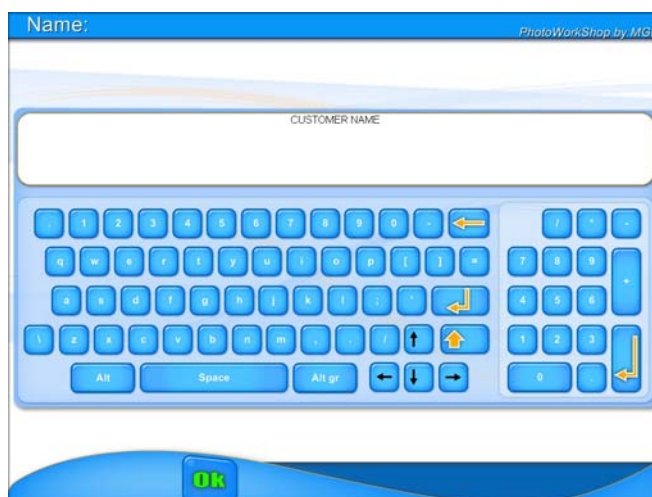 Name:
PhotoWorkShop by MGI
CUSTOMER NAME
. 1 2 3 4 5 6 7 8 9 0 - / * -
q w e r t y u i o p [ ] = 7 8 9 +
a s d f g h j k l ; ' 4 5 6
\ z x c v b n m , . / 1 2 3
Alt Space Alt gr 0 .
Ok